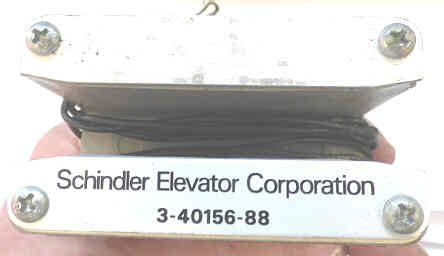 Schindler Elevator Corporation
3-40156-88